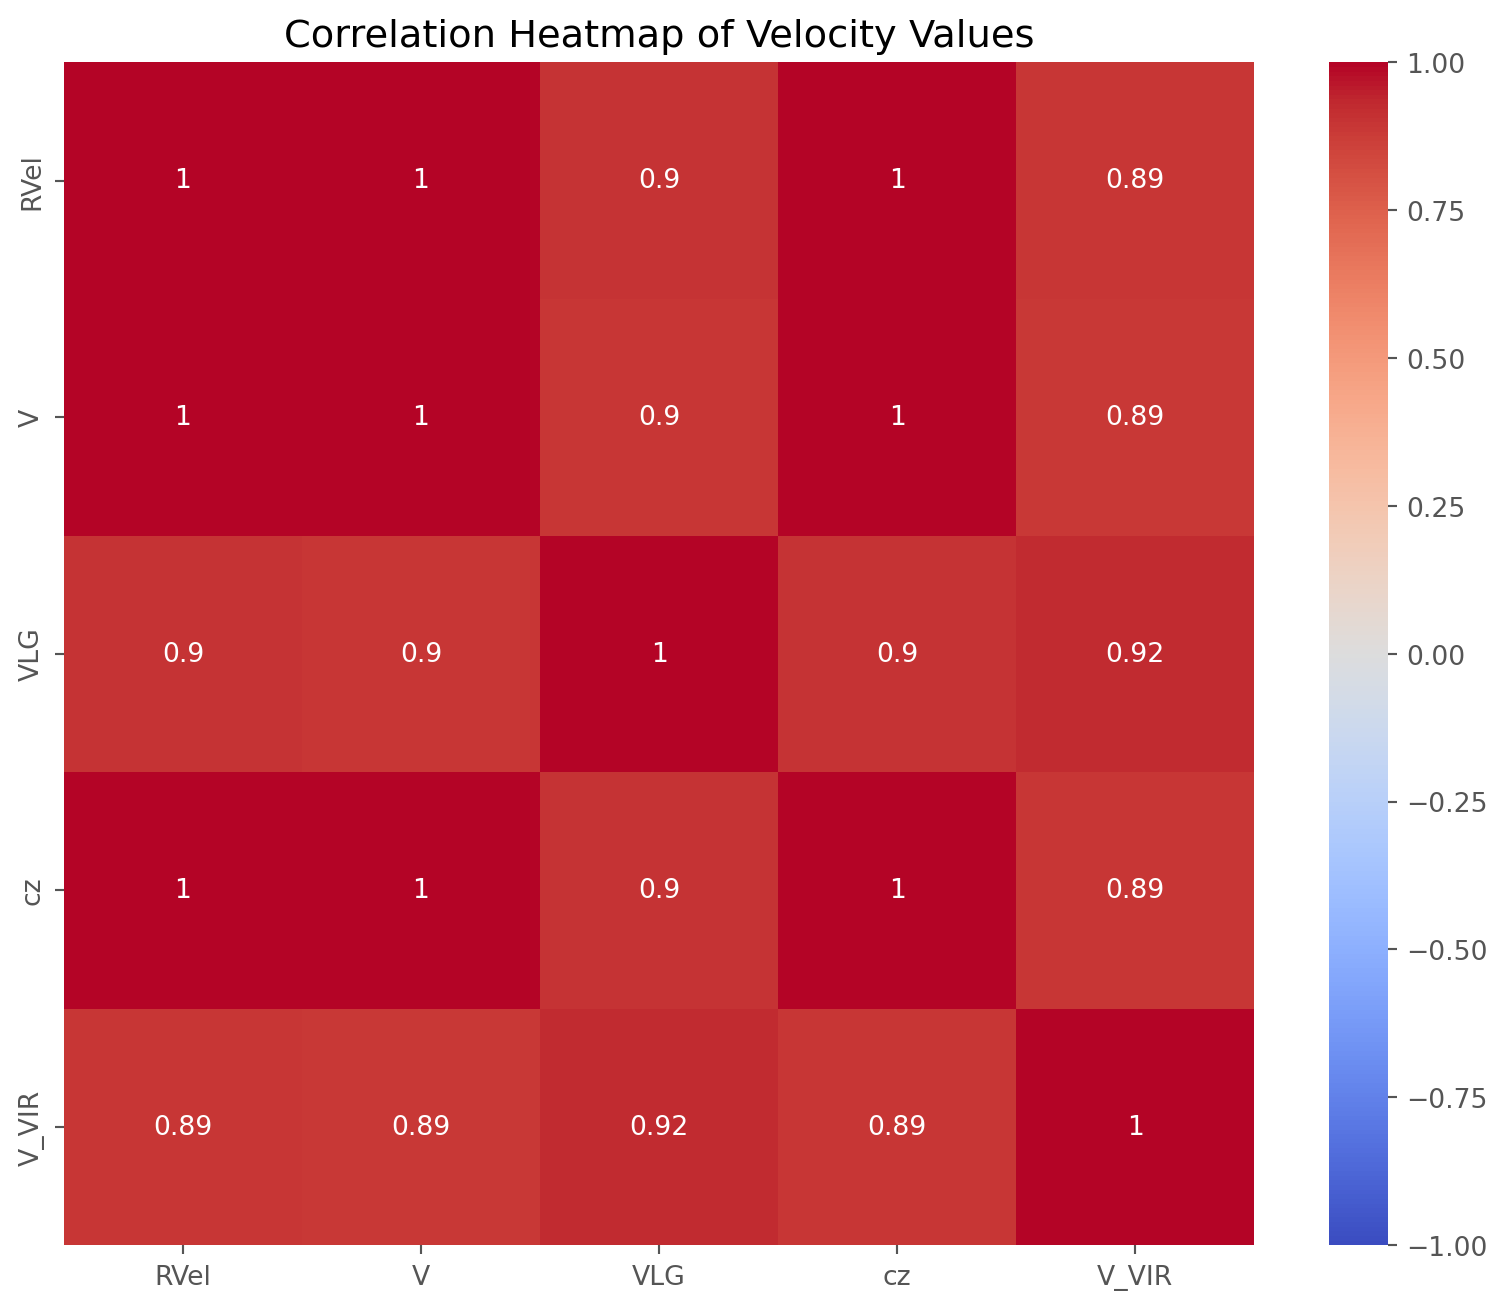 Correlation Heatmap of Velocity Values
RVel 1 1 0.9 1 0.89
V 1 1 0.9 1 0.89
VLG 0.9 0.9 1 0.9 0.92
cz 1 1 0.9 1 0.89
V_VIR 0.89 0.89 0.92 0.89 1
RVel V VLG cz V_VIR
1.00
0.75
0.50
0.25
0.00
−0.25
−0.50
−0.75
−1.00